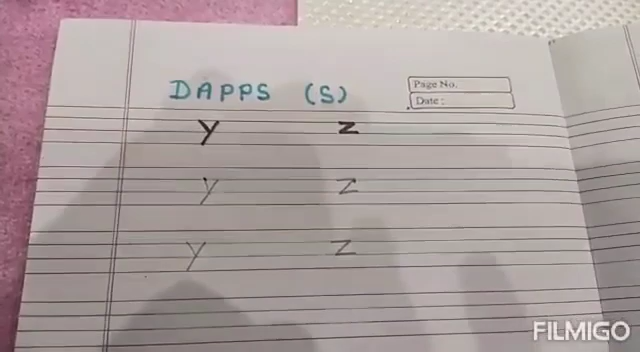 DAPPS (S)
Page No.
Date :
y z
y z
y z
FILMIGO